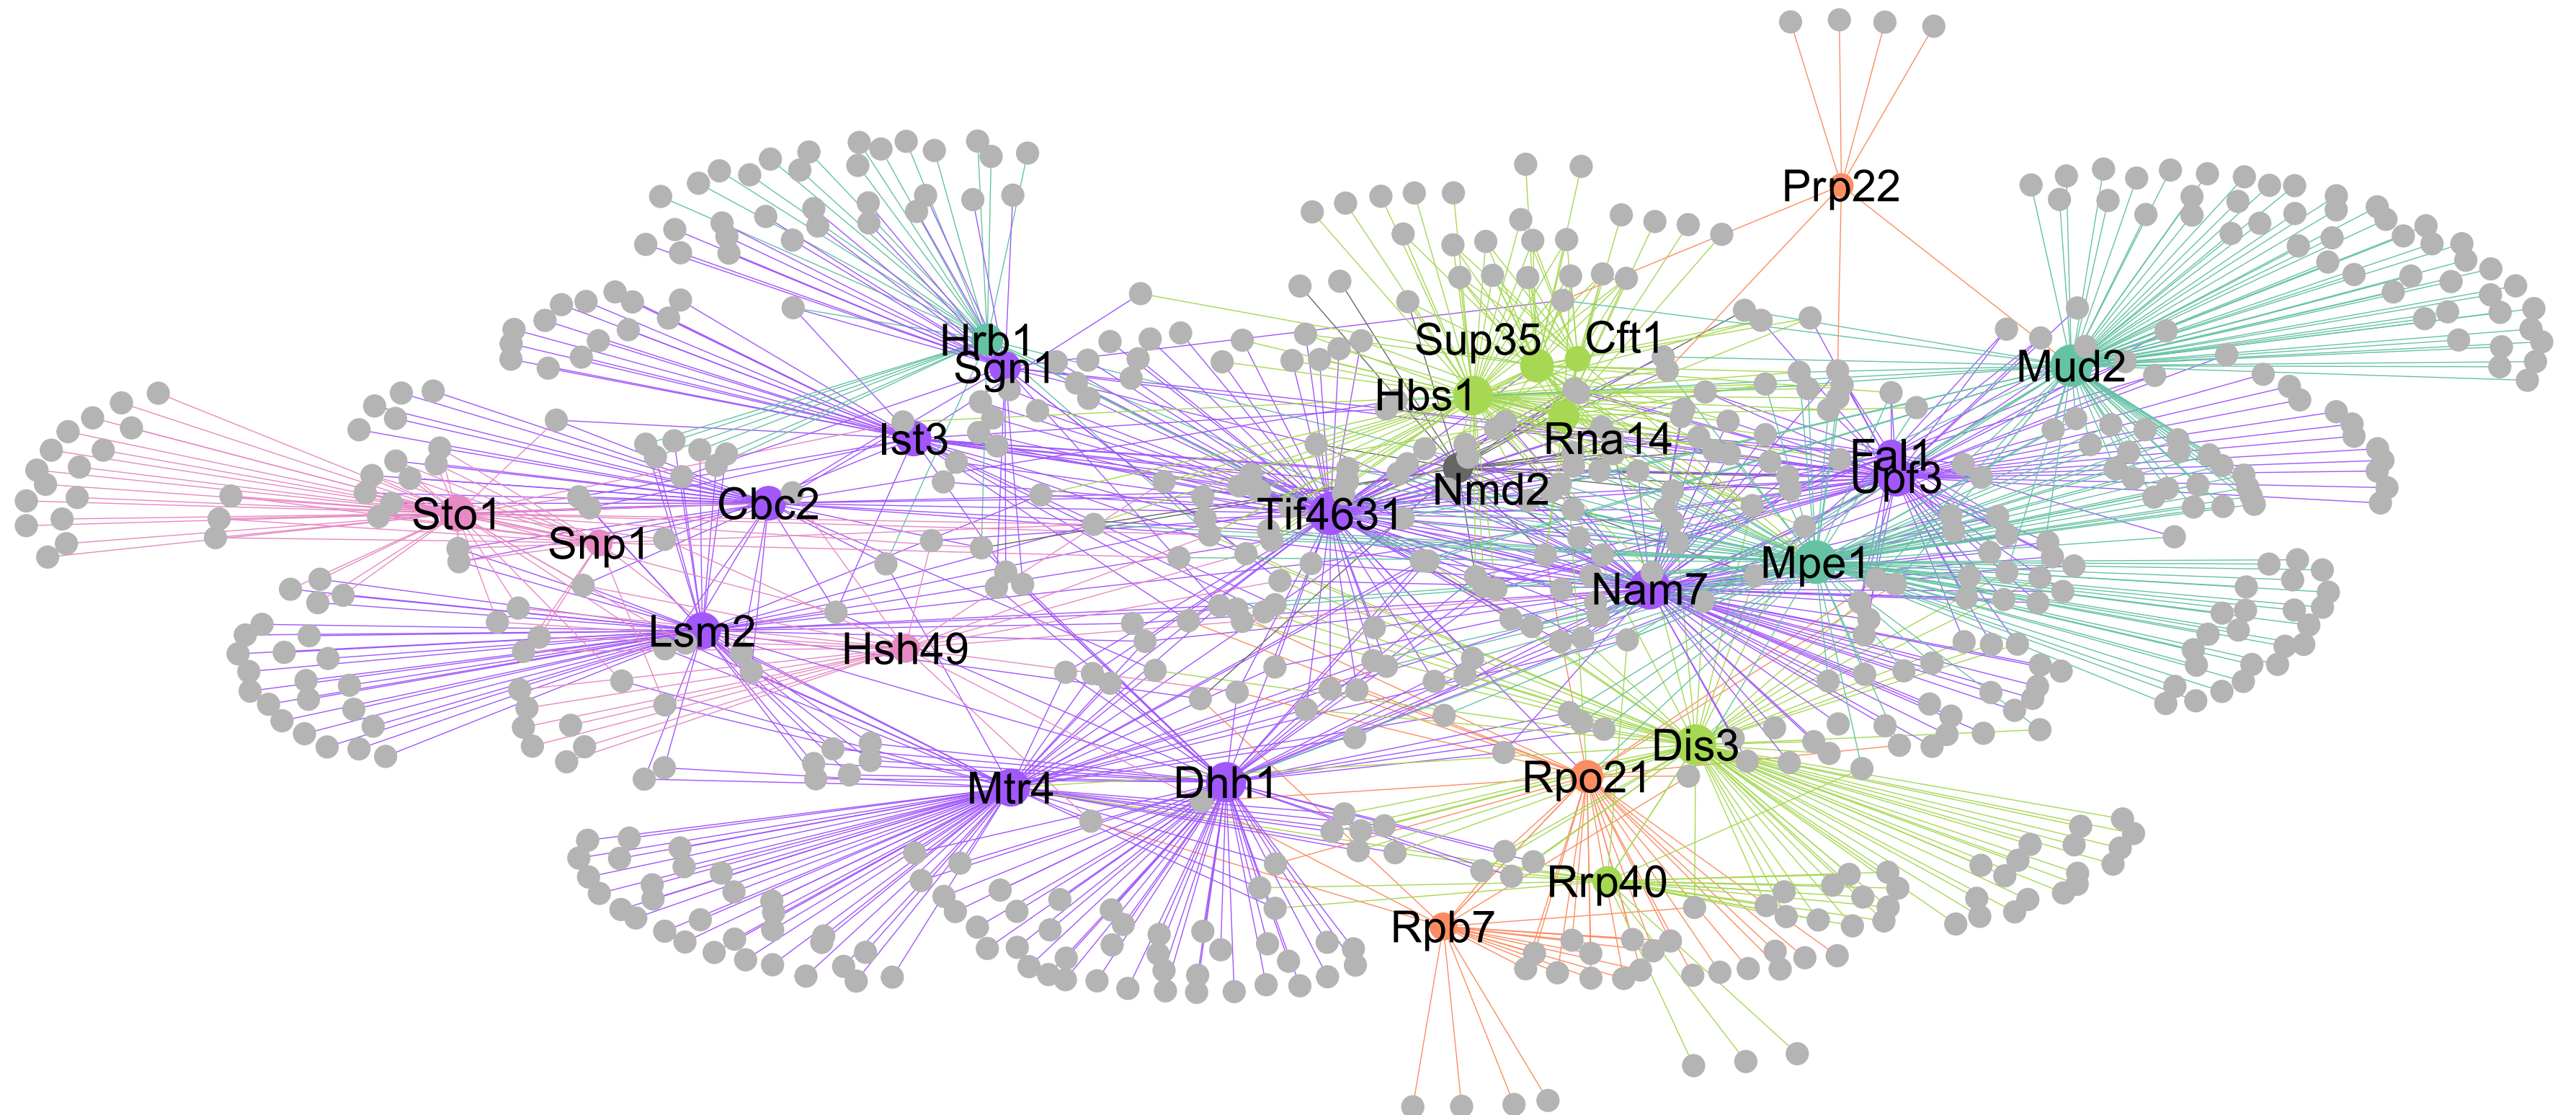 Prp22
Hrb1
Sgn1
Sup35
Cft1
Mud2
Hbs1
Ist3
Rna14
Fal1
Upf3
Nmd2
Cbc2
Sto1
Tif4631
Snp1
Mpe1
Nam7
Lsm2
Hsh49
Dis3
Rpo21
Mtr4
Dhh1
Rrp40
Rpb7